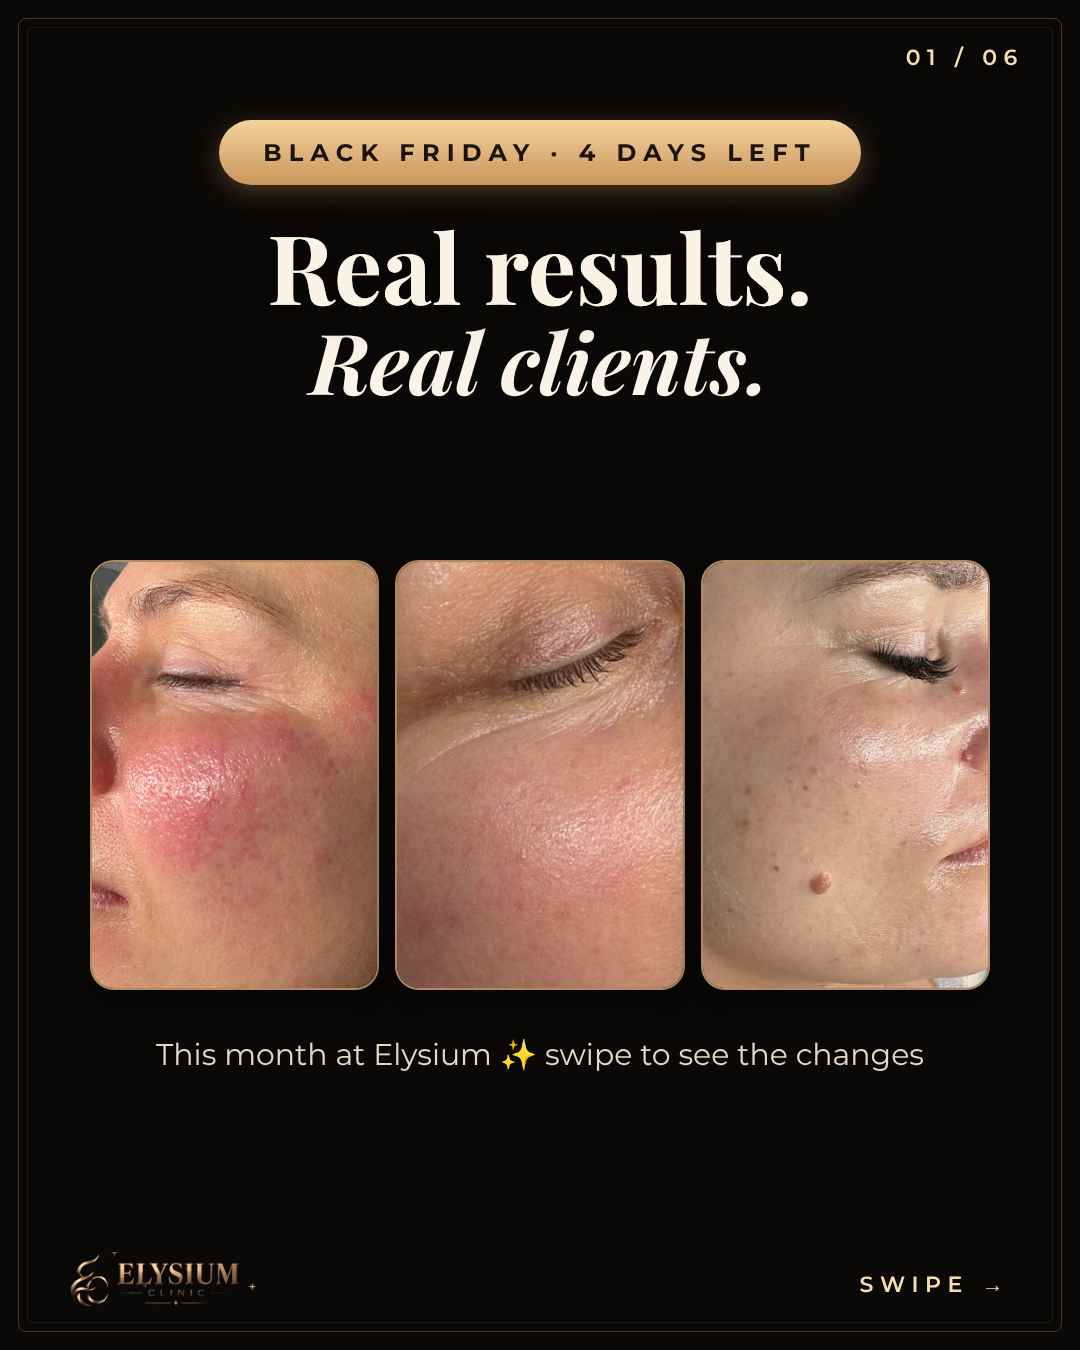 01 / 06
BLACK FRIDAY · 4 DAYS LEFT
Real results.
Real clients.
This month at Elysium ✨ swipe to see the changes
ELYSIUM
CLINIC
SWIPE →